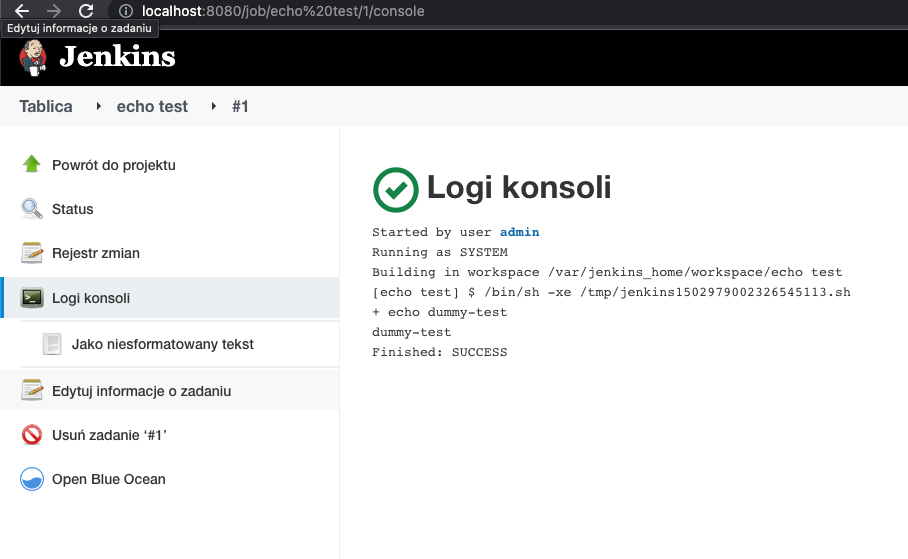 localhost:8080/job/echo%20test/1/console
Edytuj informacje o zadaniu
Jenkins
Tablica echo test #1
Powrót do projektu
Status
Rejestr zmian
Logi konsoli
Jako niesformatowany tekst
Edytuj informacje o zadaniu
Usuń zadanie ‘#1’
Open Blue Ocean
Logi konsoli
Started by user admin
Running as SYSTEM
Building in workspace /var/jenkins_home/workspace/echo test
[echo test] $ /bin/sh -xe /tmp/jenkins1502979002326545113.sh
+ echo dummy-test
dummy-test
Finished: SUCCESS